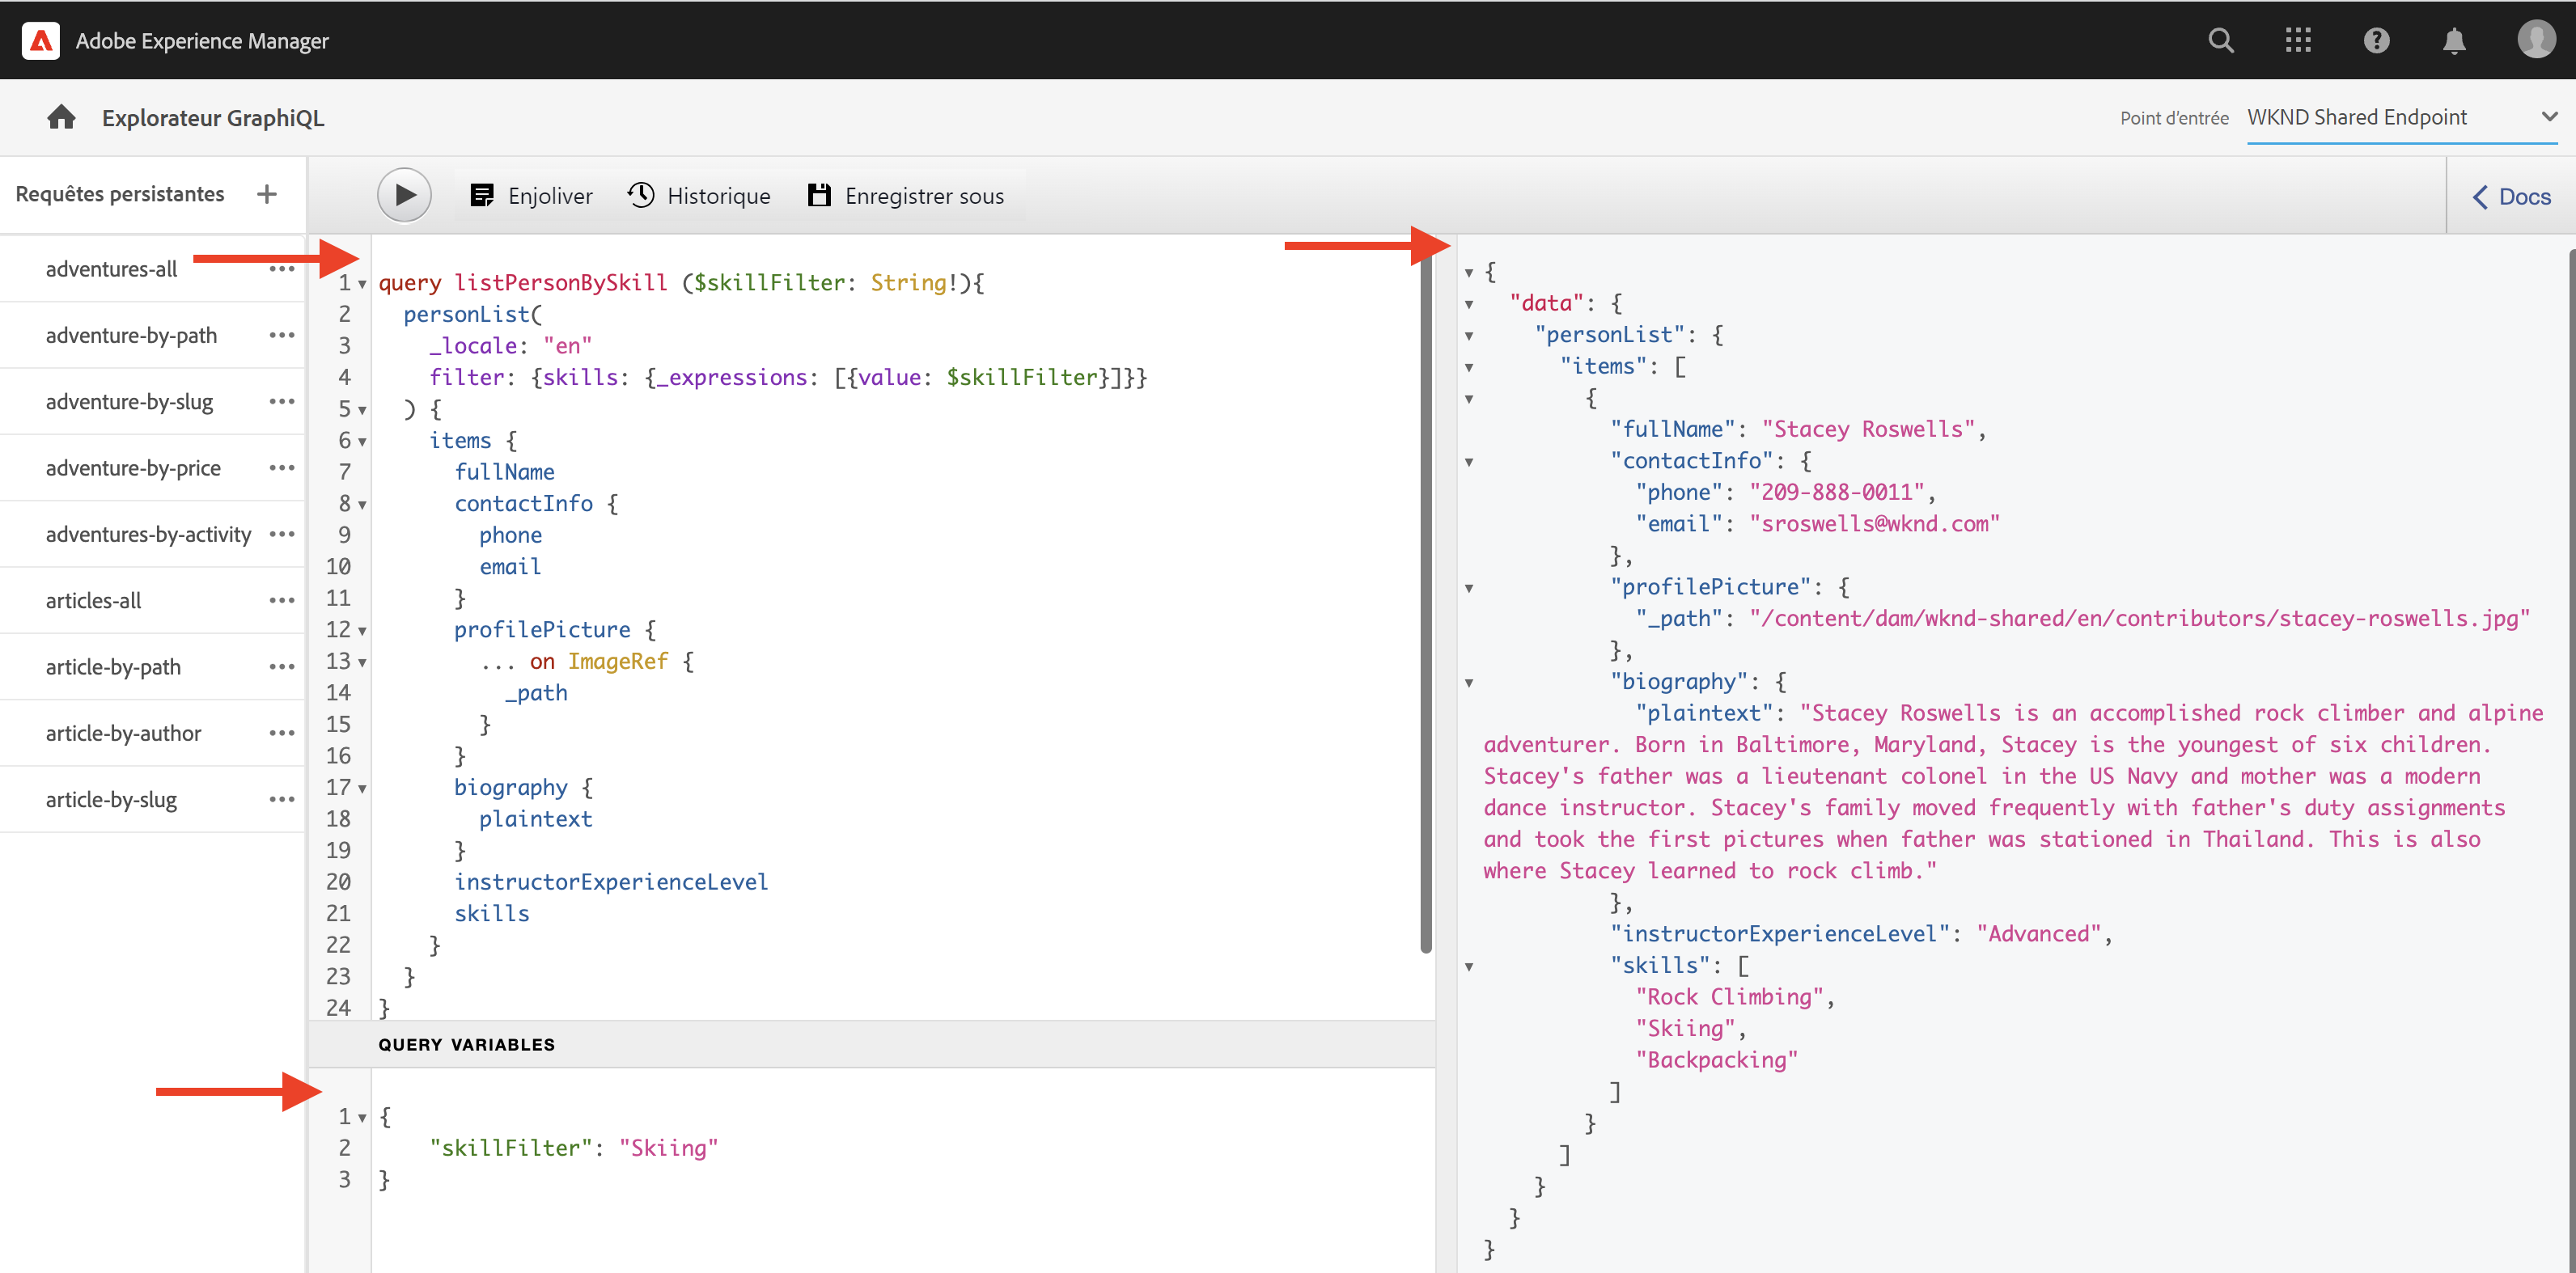 Adobe Experience Manager
Explorateur GraphiQL
Point d'entrée WKND Shared Endpoint
Requêtes persistantes +
Enjoliver Historique Enregistrer sous
Docs
adventures-all
adventure-by-path
adventure-by-slug
adventure-by-price
adventures-by-activity
articles-all
article-by-path
article-by-author
article-by-slug
1 query listPersonBySkill ($skillFilter: String!){
2 personList(
3 _locale: "en"
4 filter: {skills: {_expressions: [{value: $skillFilter}]}}
5 ) {
6 items {
7 fullName
8 contactInfo {
9 phone
10 email
11 }
12 profilePicture {
13 ... on ImageRef {
14 _path
15 }
16 }
17 biography {
18 plaintext
19 }
20 instructorExperienceLevel
21 skills
22 }
23 }
24 }
QUERY VARIABLES
1 {
2 "skillFilter": "Skiing"
3 }
{
"data": {
"personList": {
"items": [
{
"fullName": "Stacey Roswells",
"contactInfo": {
"phone": "209-888-0011",
"email": "sroswells@wknd.com"
},
"profilePicture": {
"_path": "/content/dam/wknd-shared/en/contributors/stacey-roswells.jpg"
},
"biography": {
"plaintext": "Stacey Roswells is an accomplished rock climber and alpine
adventurer. Born in Baltimore, Maryland, Stacey is the youngest of six children.
Stacey's father was a lieutenant colonel in the US Navy and mother was a modern
dance instructor. Stacey's family moved frequently with father's duty assignments
and took the first pictures when father was stationed in Thailand. This is also
where Stacey learned to rock climb."
},
"instructorExperienceLevel": "Advanced",
"skills": [
"Rock Climbing",
"Skiing",
"Backpacking"
]
}
]
}
}
}